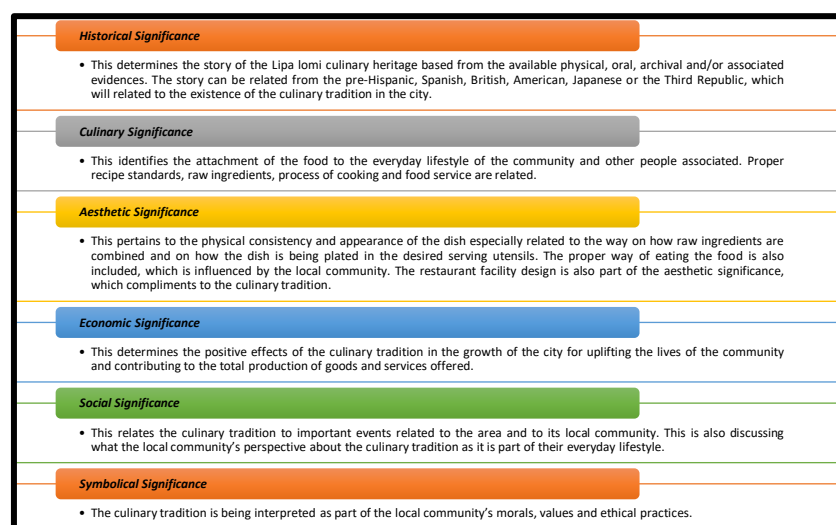 Historical Significance
• This determines the story of the Lipa lomi culinary heritage based from the available physical, oral, archival and/or associated
evidences. The story can be related from the pre-Hispanic, Spanish, British, American, Japanese or the Third Republic, which
will related to the existence of the culinary tradition in the city.
Culinary Significance
• This identifies the attachment of the food to the everyday lifestyle of the community and other people associated. Proper
recipe standards, raw ingredients, process of cooking and food service are related.
Aesthetic Significance
• This pertains to the physical consistency and appearance of the dish especially related to the way on how raw ingredients are
combined and on how the dish is being plated in the desired serving utensils. The proper way of eating the food is also
included, which is influenced by the local community. The restaurant facility design is also part of the aesthetic significance,
which compliments to the culinary tradition.
Economic Significance
• This determines the positive effects of the culinary tradition in the growth of the city for uplifting the lives of the community
and contributing to the total production of goods and services offered.
Social Significance
• This relates the culinary tradition to important events related to the area and to its local community. This is also discussing
what the local community's perspective about the culinary tradition as it is part of their everyday lifestyle.
Symbolical Significance
• The culinary tradition is being interpreted as part of the local community's morals, values and ethical practices.